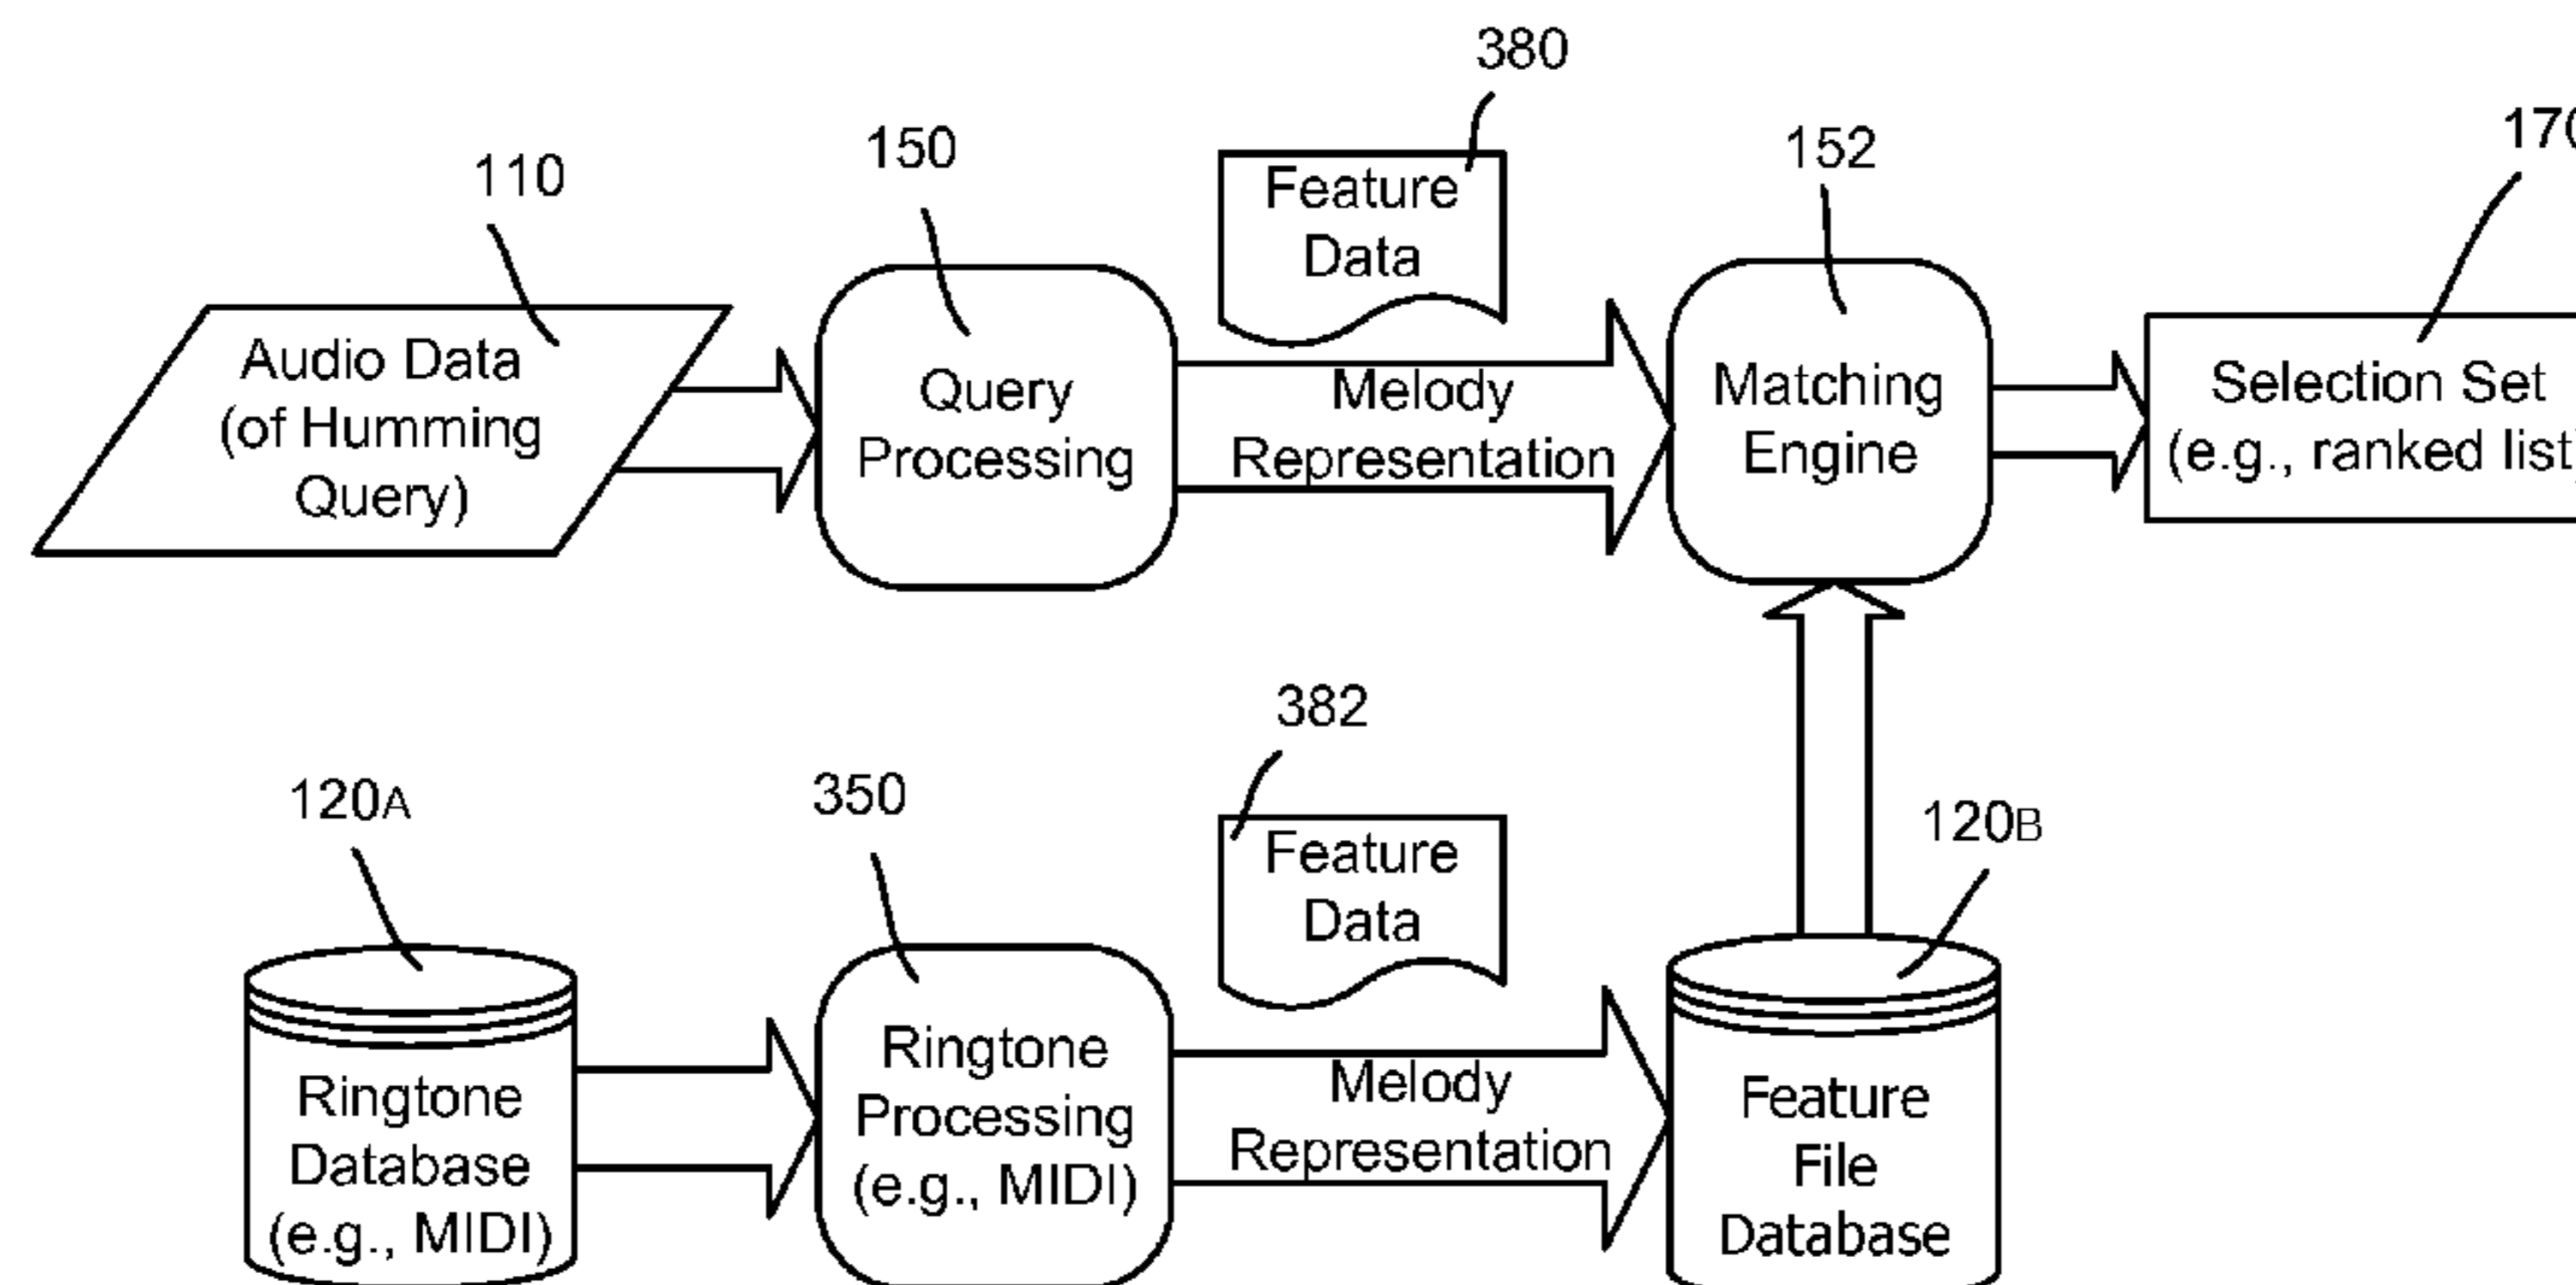 380
110
150
152
170
Feature
Data
Audio Data
(of Humming
Query)
Query
Processing
Melody
Representation
Matching
Engine
Selection Set
(e.g., ranked list)
382
120A
350
120B
Feature
Data
Ringtone
Database
(e.g., MIDI)
Ringtone
Processing
(e.g., MIDI)
Melody
Representation
Feature
File
Database